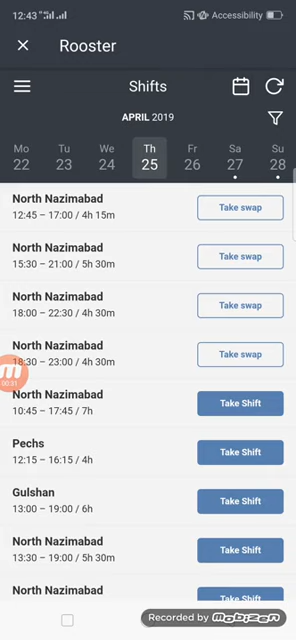 12:43
Accessibility
Rooster
Shifts
APRIL 2019
Mo Tu We Th Fr Sa Su
22 23 24 25 26 27 28
North Nazimabad
12:45 – 17:00 / 4h 15m
Take swap
North Nazimabad
15:30 – 21:00 / 5h 30m
Take swap
North Nazimabad
18:00 – 22:30 / 4h 30m
Take swap
North Nazimabad
18:30 – 23:00 / 4h 30m
Take swap
00:31
North Nazimabad
10:45 – 17:45 / 7h
Take Shift
Pechs
12:15 – 16:15 / 4h
Take Shift
Gulshan
13:00 – 19:00 / 6h
Take Shift
North Nazimabad
13:30 – 19:00 / 5h 30m
Take Shift
North Nazimabad
Take Shift
Recorded by mobizen